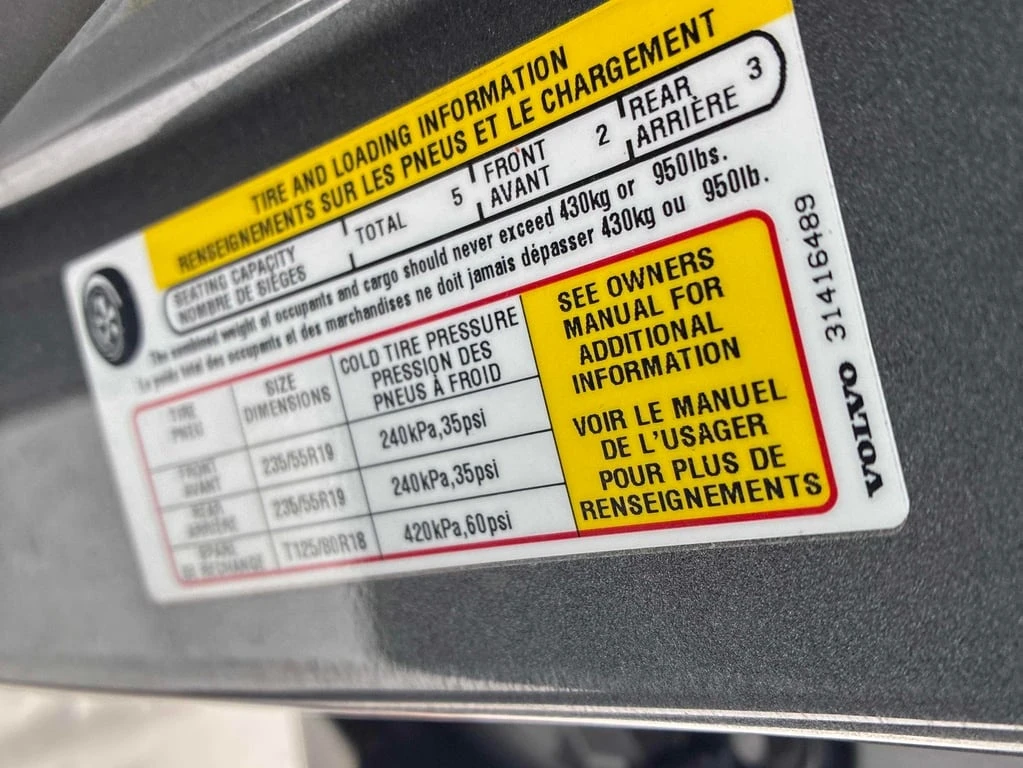 TIRE AND LOADING INFORMATION
RENSEIGNEMENTS SUR LES PNEUS ET LE CHARGEMENT
SEATING CAPACITY
NOMBRE DE SIÈGES
TOTAL 5
FRONT
AVANT
2
REAR
ARRIÈRE
3
The combined weight of occupants and cargo should never exceed 430kg or 950lbs.
Le poids total des occupants et des marchandises ne doit jamais dépasser 430kg ou 950lb.
TIRE
PNEU
SIZE
DIMENSIONS
COLD TIRE PRESSURE
PRESSION DES
PNEUS À FROID
FRONT
AVANT
235/55R19
240kPa,35psi
REAR
ARRIÈRE
235/55R19
240kPa,35psi
SPARE
DE RECHANGE
T125/80R18
420kPa,60psi
SEE OWNERS
MANUAL FOR
ADDITIONAL
INFORMATION
VOIR LE MANUEL
DE L'USAGER
POUR PLUS DE
RENSEIGNEMENTS
VOLVO 31416489